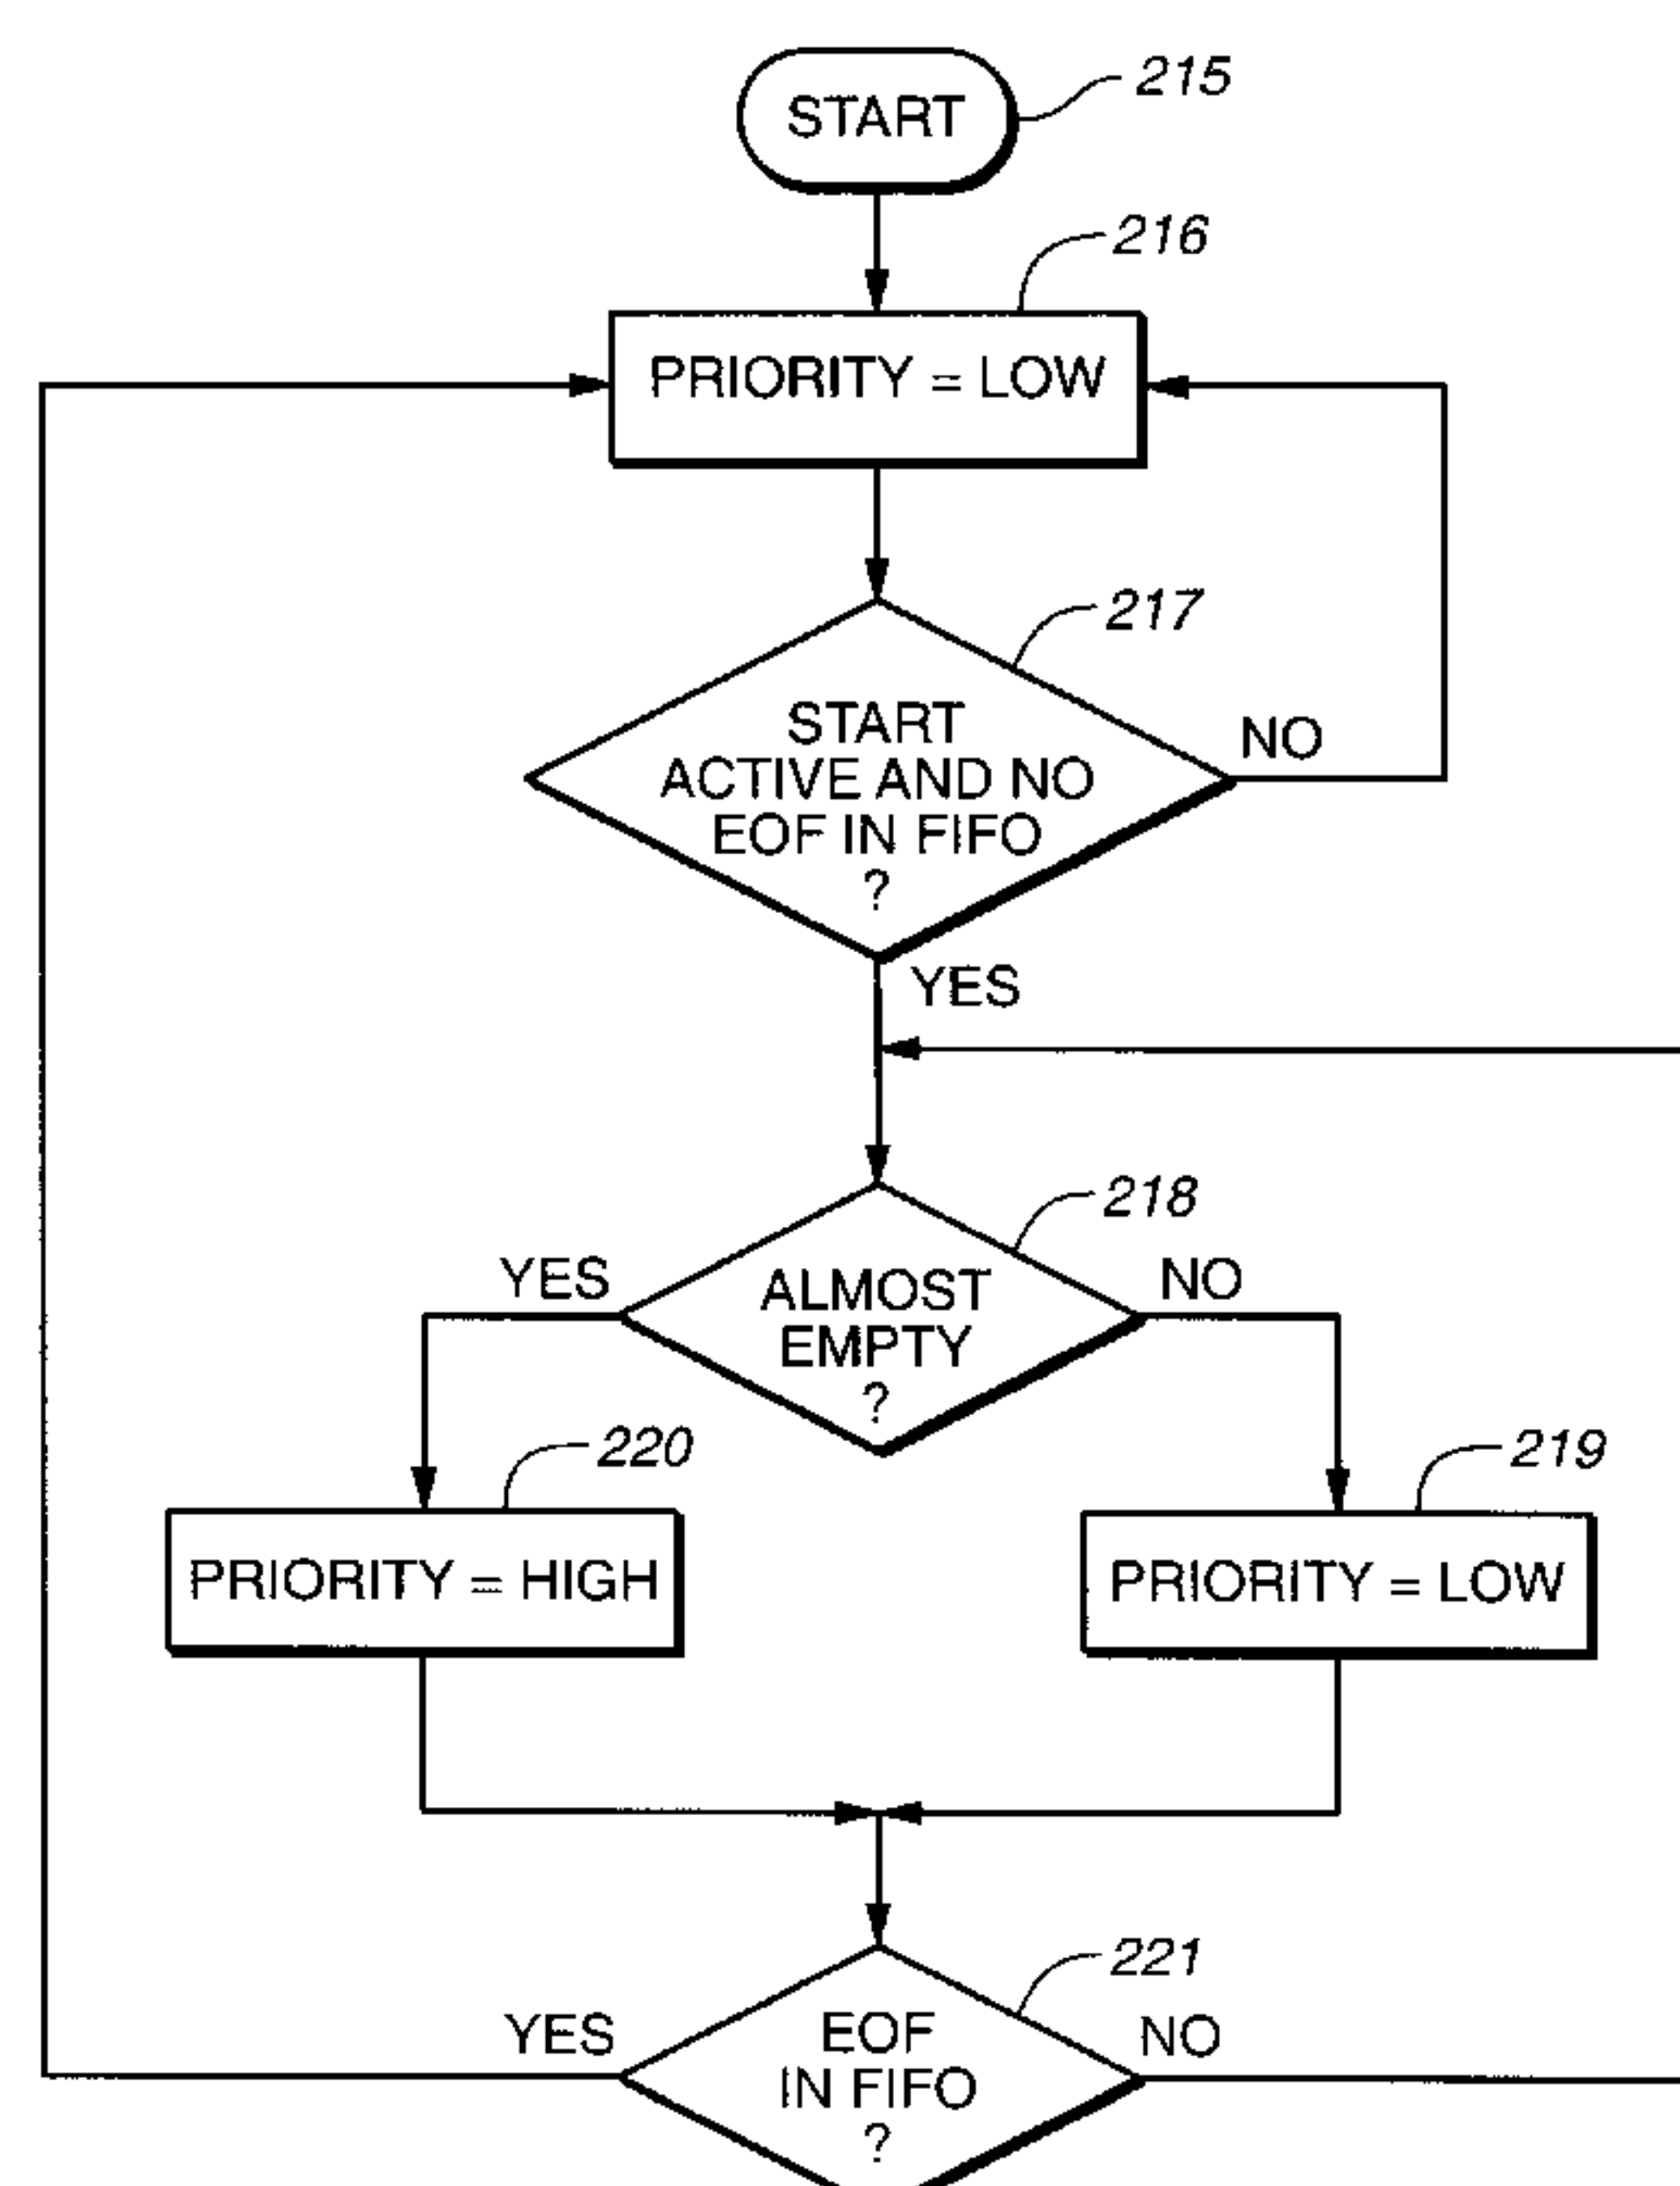 START
215
216
PRIORITY = LOW
217
START
ACTIVE AND NO
EOF IN FIFO
?
NO
YES
218
YES
ALMOST
EMPTY
?
NO
220
219
PRIORITY = HIGH
PRIORITY = LOW
221
YES
EOF
IN FIFO
?
NO